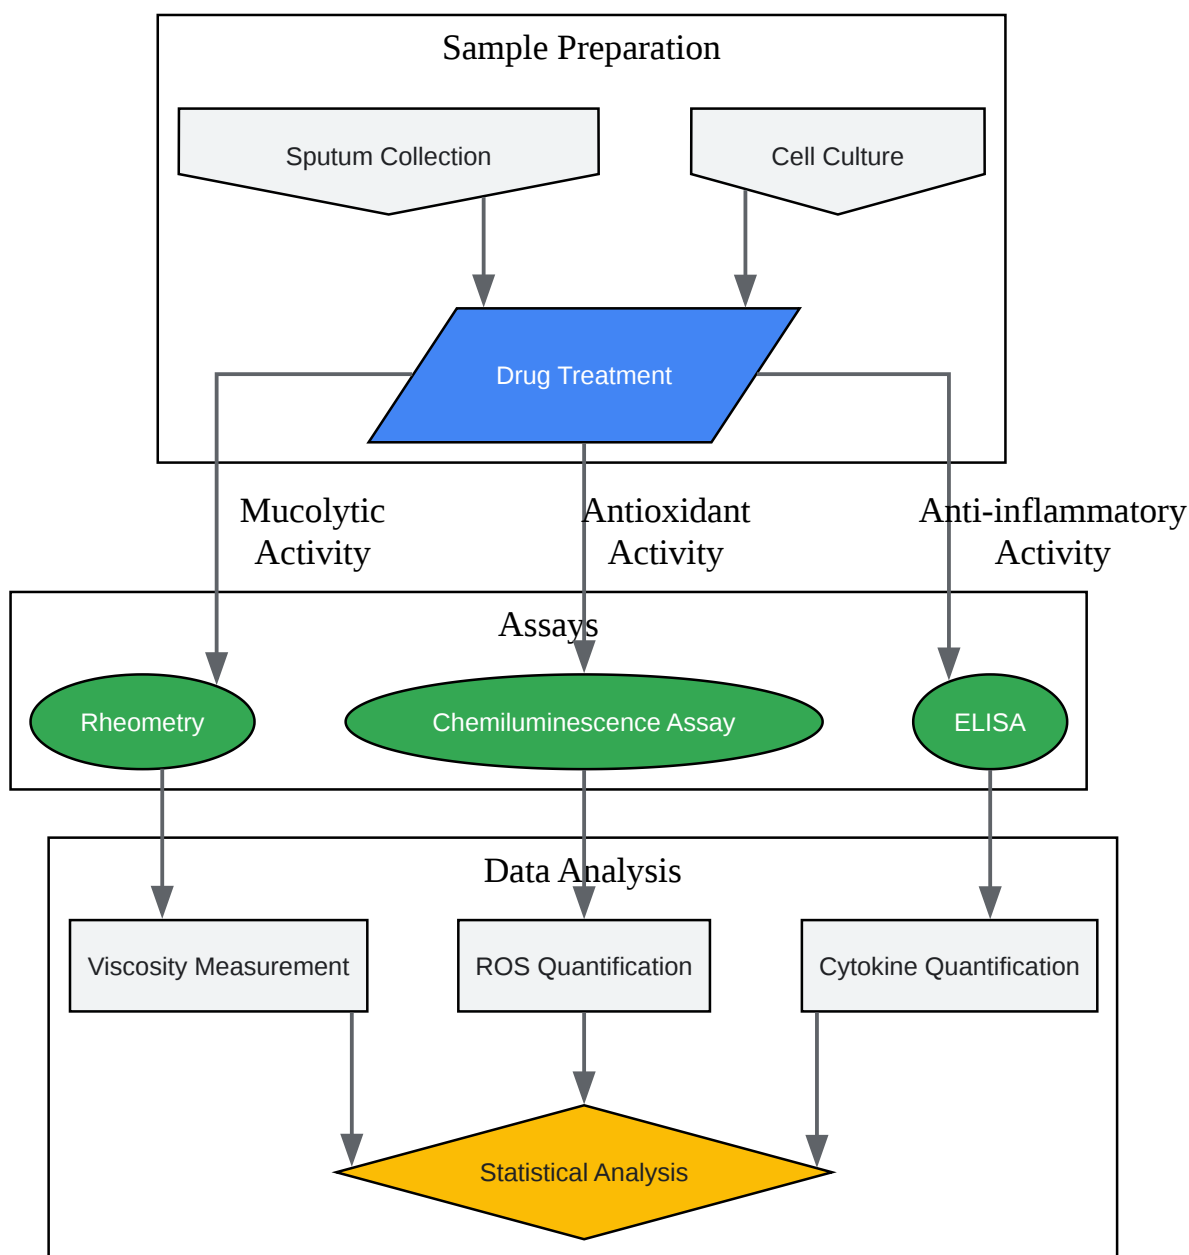 Sample Preparation
Sputum Collection
Cell Culture
Drug Treatment
Mucolytic
Activity
Antioxidant
Activity
Anti-inflammatory
Activity
Assays
Rheometry
Chemiluminescence Assay
ELISA
Data Analysis
Viscosity Measurement
ROS Quantification
Cytokine Quantification
Statistical Analysis